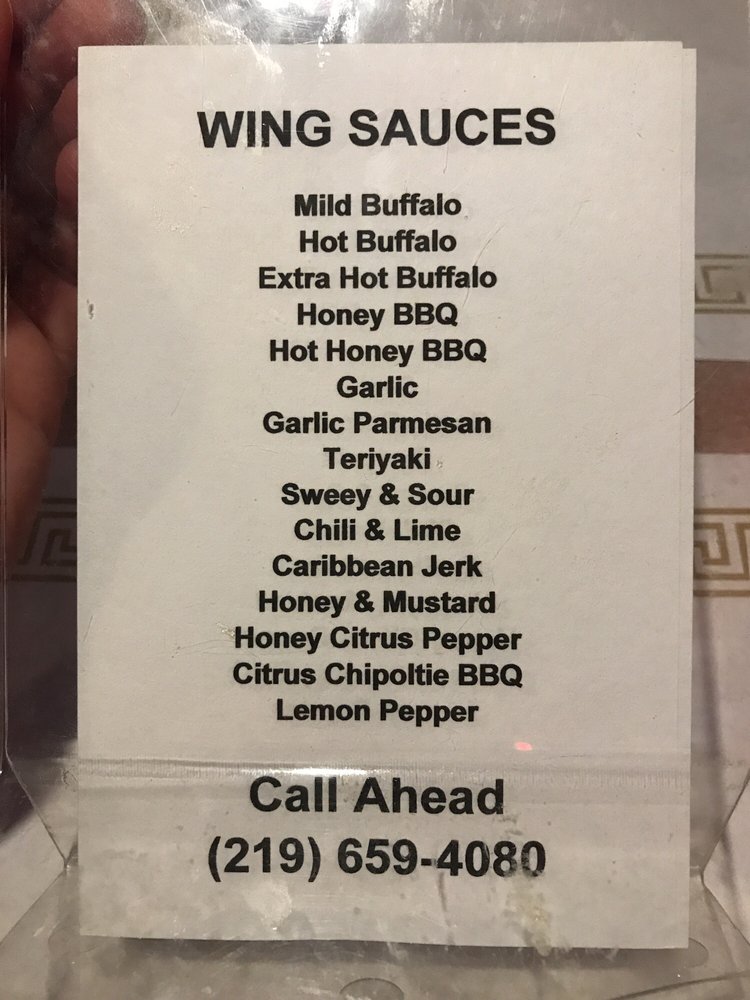 WING SAUCES
Mild Buffalo
Hot Buffalo
Extra Hot Buffalo
Honey BBQ
Hot Honey BBQ
Garlic
Garlic Parmesan
Teriyaki
Sweey & Sour
Chili & Lime
Caribbean Jerk
Honey & Mustard
Honey Citrus Pepper
Citrus Chipoltie BBQ
Lemon Pepper
Call Ahead
(219) 659-4080